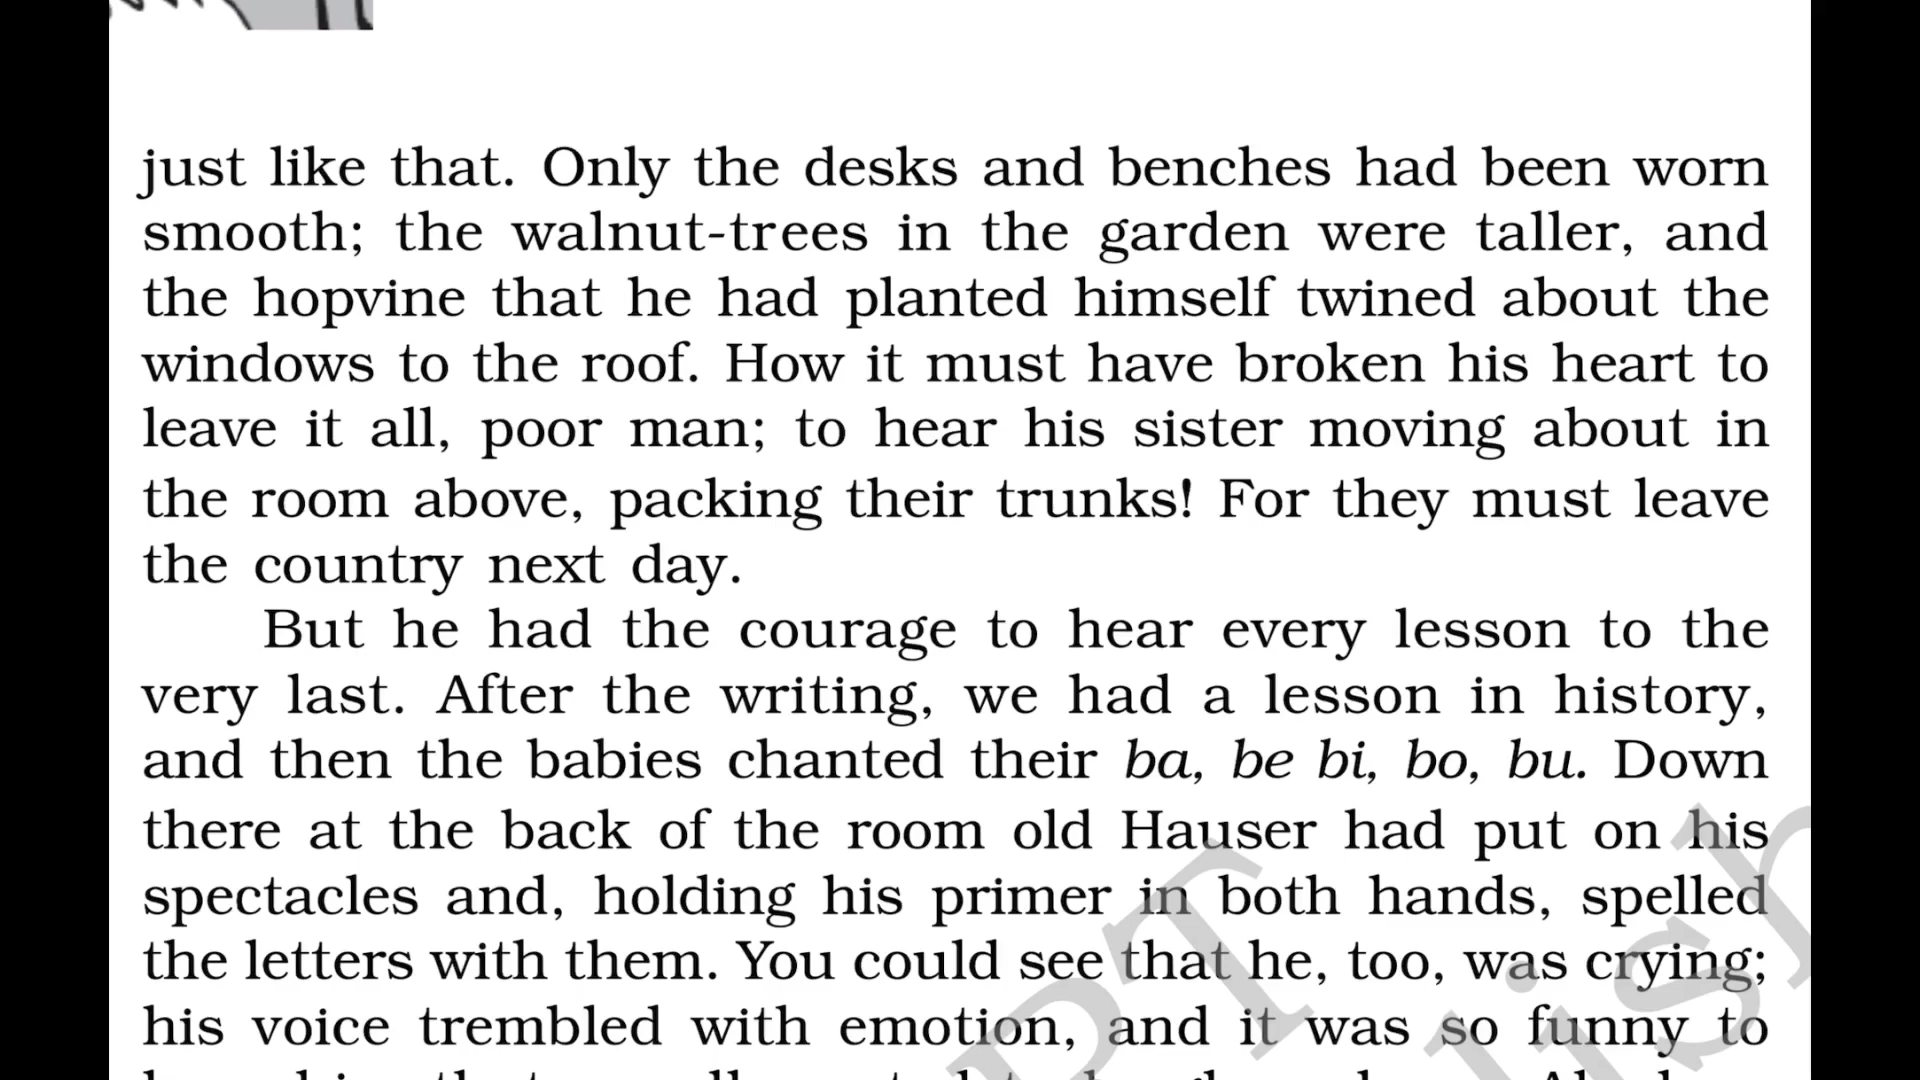 just like that. Only the desks and benches had been worn
smooth; the walnut-trees in the garden were taller, and
the hopvine that he had planted himself twined about the
windows to the roof. How it must have broken his heart to
leave it all, poor man; to hear his sister moving about in
the room above, packing their trunks! For they must leave
the country next day.
But he had the courage to hear every lesson to the
very last. After the writing, we had a lesson in history,
and then the babies chanted their ba, be bi, bo, bu. Down
there at the back of the room old Hauser had put on his
spectacles and, holding his primer in both hands, spelled
the letters with them. You could see that he, too, was crying;
his voice trembled with emotion, and it was so funny to